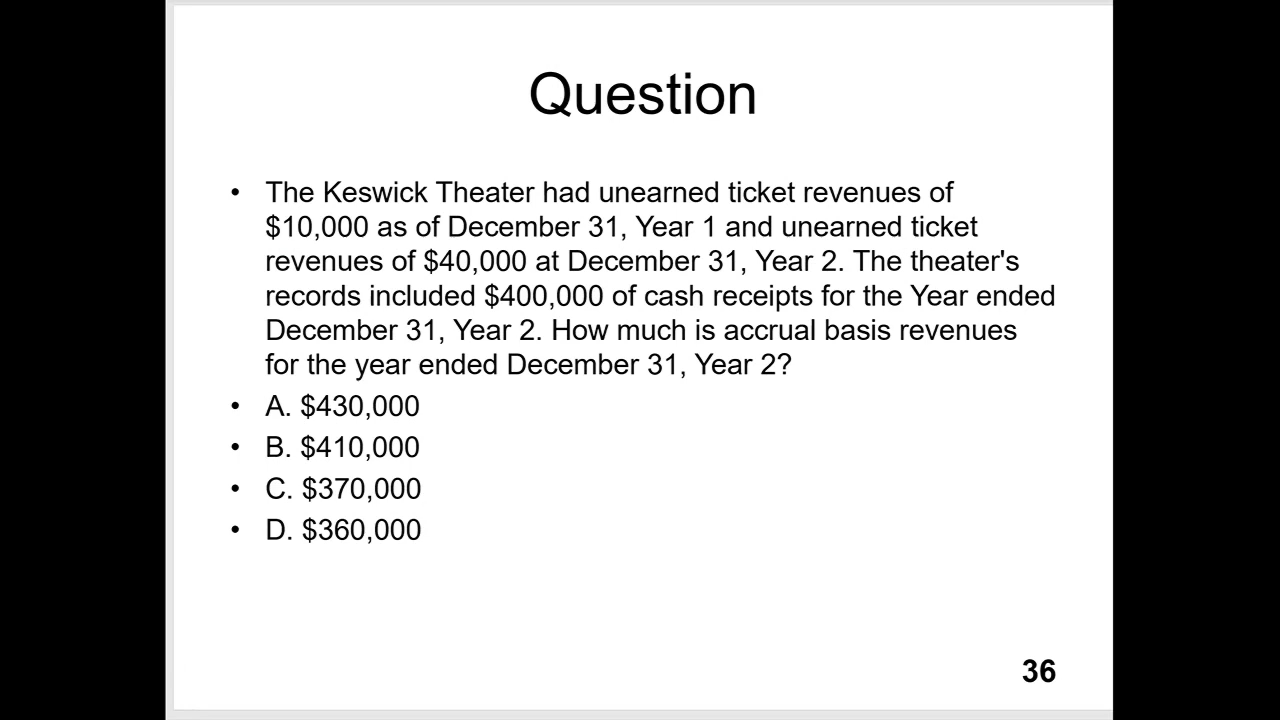 Question
• The Keswick Theater had unearned ticket revenues of
$10,000 as of December 31, Year 1 and unearned ticket
revenues of $40,000 at December 31, Year 2. The theater's
records included $400,000 of cash receipts for the Year ended
December 31, Year 2. How much is accrual basis revenues
for the year ended December 31, Year 2?
• A. $430,000
• B. $410,000
• C. $370,000
• D. $360,000
36